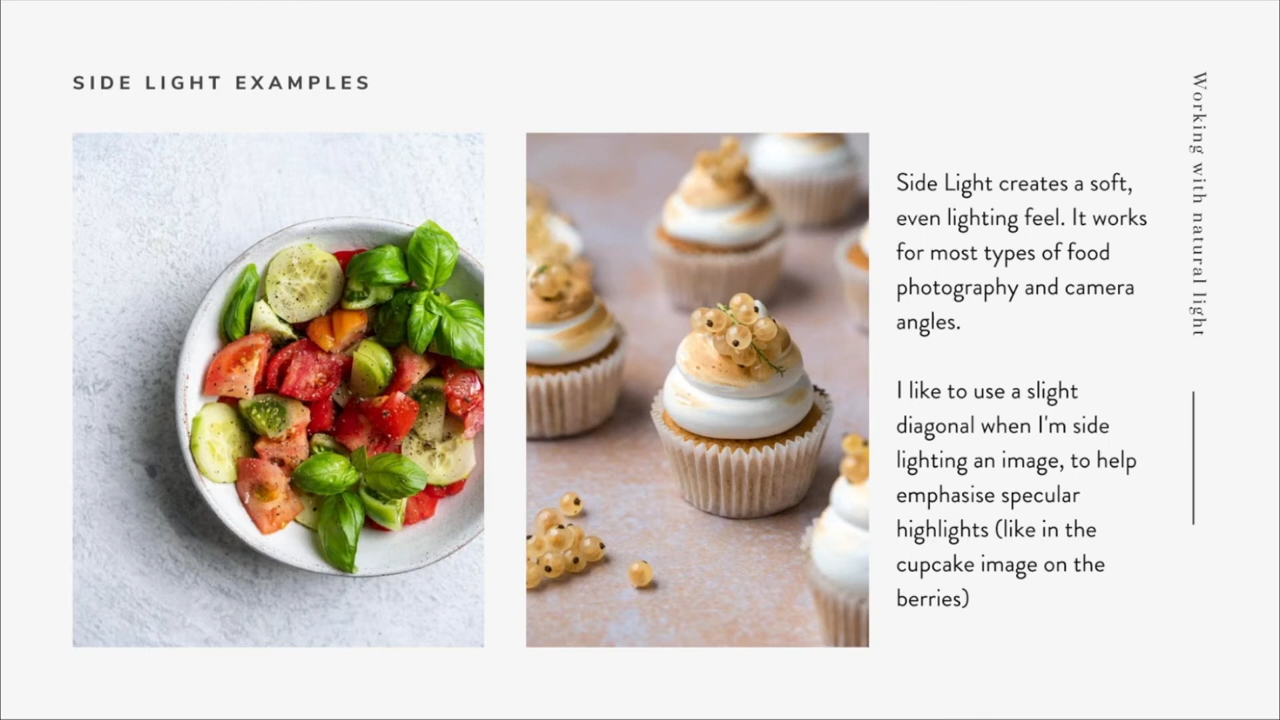 SIDE LIGHT EXAMPLES
Side Light creates a soft,
even lighting feel. It works
for most types of food
photography and camera
angles.
I like to use a slight
diagonal when I'm side
lighting an image, to help
emphasise specular
highlights (like in the
cupcake image on the
berries)
Working with natural light